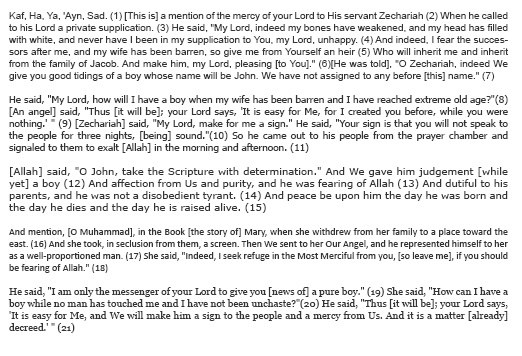 Kaf, Ha, Ya, 'Ayn, Sad. (1) [This is] a mention of the mercy of your Lord to His servant Zechariah (2) When he called
to his Lord a private supplication. (3) He said, "My Lord, indeed my bones have weakened, and my head has filled
with white, and never have I been in my supplication to You, my Lord, unhappy. (4) And indeed, I fear the succes-
sors after me, and my wife has been barren, so give me from Yourself an heir (5) Who will inherit me and inherit
from the family of Jacob. And make him, my Lord, pleasing [to You]." (6)[He was told], "O Zechariah, indeed We
give you good tidings of a boy whose name will be John. We have not assigned to any before [this] name." (7)
He said, "My Lord, how will I have a boy when my wife has been barren and I have reached extreme old age?"(8)
[An angel] said, "Thus [it will be]; your Lord says, 'It is easy for Me, for I created you before, while you were
nothing.' " (9) [Zechariah] said, "My Lord, make for me a sign." He said, "Your sign is that you will not speak to
the people for three nights, [being] sound."(10) So he came out to his people from the prayer chamber and
signaled to them to exalt [Allah] in the morning and afternoon. (11)
[Allah] said, "O John, take the Scripture with determination." And We gave him judgement [while
yet] a boy (12) And affection from Us and purity, and he was fearing of Allah (13) And dutiful to his
parents, and he was not a disobedient tyrant. (14) And peace be upon him the day he was born and
the day he dies and the day he is raised alive. (15)
And mention, [O Muhammad], in the Book [the story of] Mary, when she withdrew from her family to a place toward the
east. (16) And she took, in seclusion from them, a screen. Then We sent to her Our Angel, and he represented himself to her
as a well-proportioned man. (17) She said, "Indeed, I seek refuge in the Most Merciful from you, [so leave me], if you should
be fearing of Allah." (18)
He said, "I am only the messenger of your Lord to give you [news of] a pure boy." (19) She said, "How can I have a
boy while no man has touched me and I have not been unchaste?"(20) He said, "Thus [it will be]; your Lord says,
'It is easy for Me, and We will make him a sign to the people and a mercy from Us. And it is a matter [already]
decreed.' " (21)